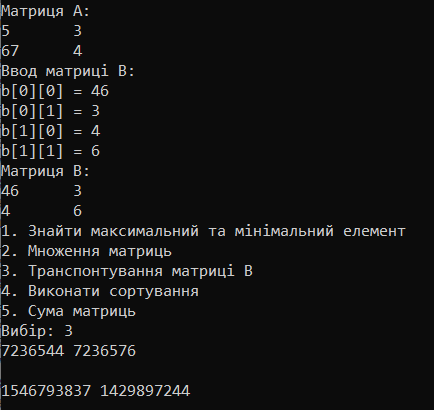 Матриця А:
5 3
67 4
Ввод матриці В:
b[0][0] = 46
b[0][1] = 3
b[1][0] = 4
b[1][1] = 6
Матриця В:
46 3
4 6
1. Знайти максимальний та мінімальний елемент
2. Множення матриць
3. Транспонтування матриці В
4. Виконати сортування
5. Сума матриць
Вибір: 3
7236544 7236576
1546793837 1429897244